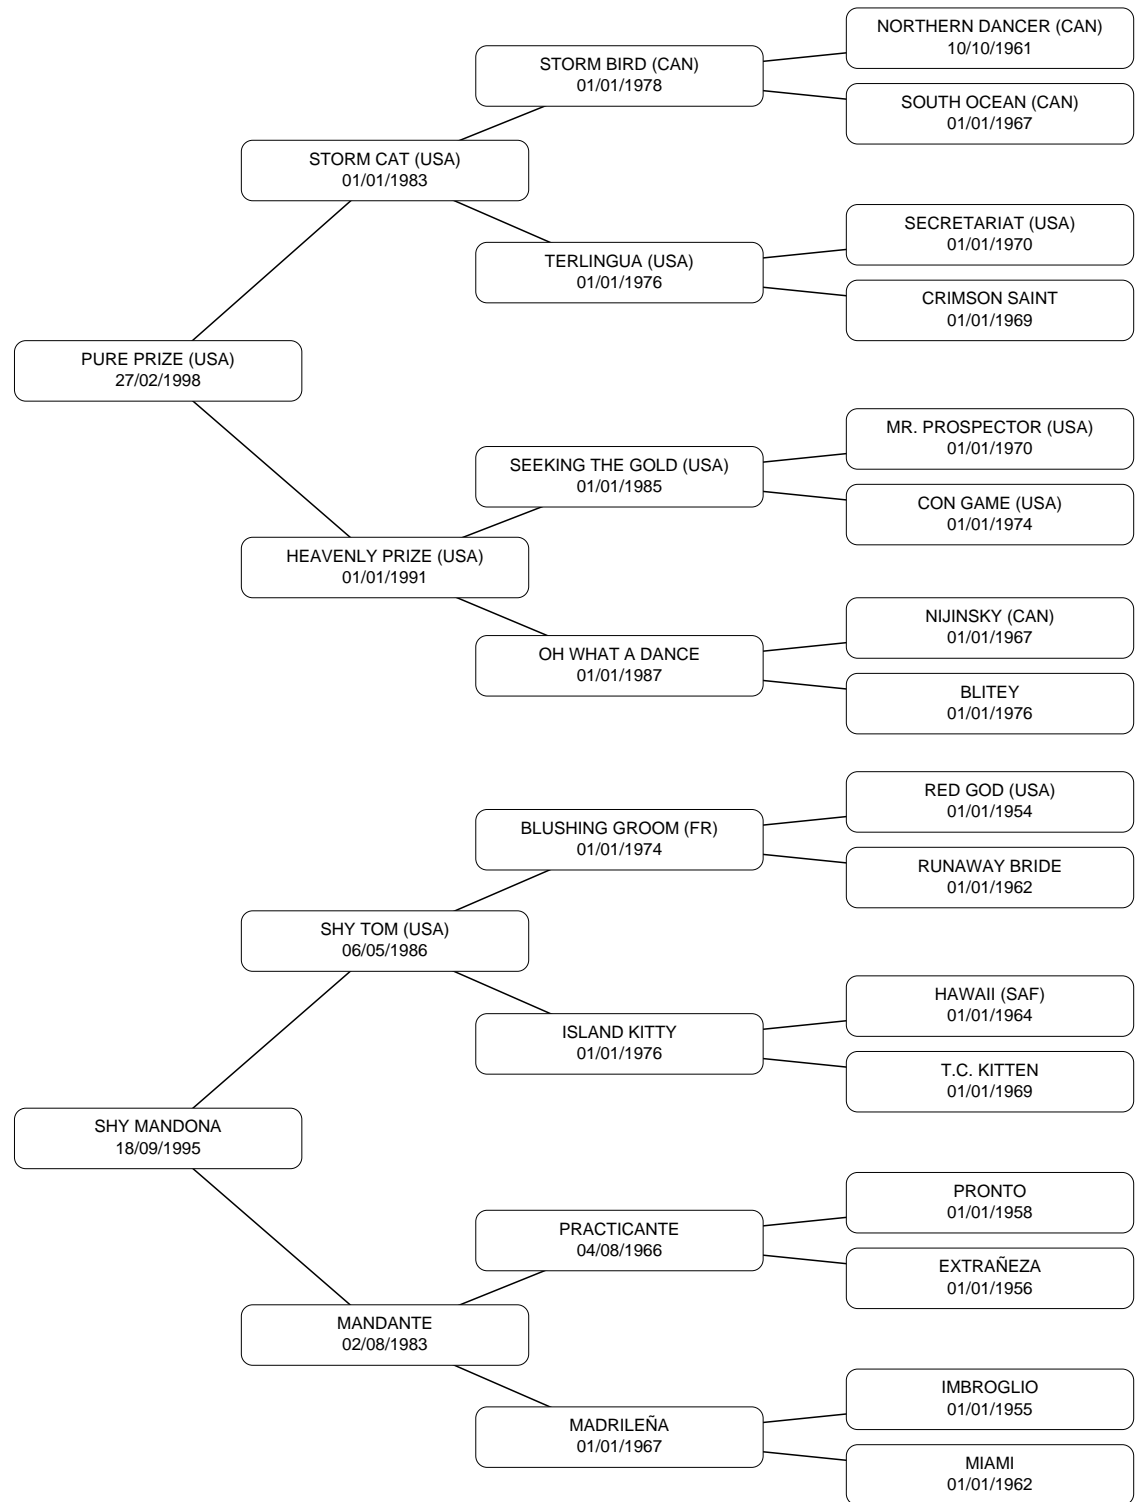 NORTHERN DANCER (CAN)
10/10/1961
STORM BIRD (CAN)
01/01/1978
SOUTH OCEAN (CAN)
01/01/1967
STORM CAT (USA)
01/01/1983
SECRETARIAT (USA)
01/01/1970
TERLINGUA (USA)
01/01/1976
CRIMSON SAINT
01/01/1969
PURE PRIZE (USA)
27/02/1998
MR. PROSPECTOR (USA)
01/01/1970
SEEKING THE GOLD (USA)
01/01/1985
CON GAME (USA)
01/01/1974
HEAVENLY PRIZE (USA)
01/01/1991
NIJINSKY (CAN)
01/01/1967
OH WHAT A DANCE
01/01/1987
BLITEY
01/01/1976
RED GOD (USA)
01/01/1954
BLUSHING GROOM (FR)
01/01/1974
RUNAWAY BRIDE
01/01/1962
SHY TOM (USA)
06/05/1986
HAWAII (SAF)
01/01/1964
ISLAND KITTY
01/01/1976
T.C. KITTEN
01/01/1969
SHY MANDONA
18/09/1995
PRONTO
01/01/1958
PRACTICANTE
04/08/1966
EXTRAÑEZA
01/01/1956
MANDANTE
02/08/1983
IMBROGLIO
01/01/1955
MADRILEÑA
01/01/1967
MIAMI
01/01/1962